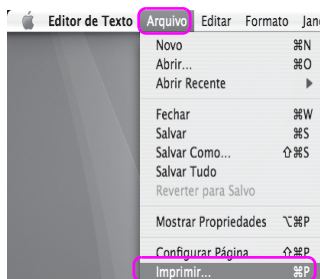 Editor de Texto Arquivo Editar Formato Jane
Novo ⌘N
Abrir... ⌘O
Abrir Recente ▶
Fechar ⌘W
Salvar ⌘S
Salvar Como... ⇧⌘S
Salvar Tudo
Reverter para Salvo
Mostrar Propriedades ⌥⌘P
Configurar Página... ⇧⌘P
Imprimir... ⌘P